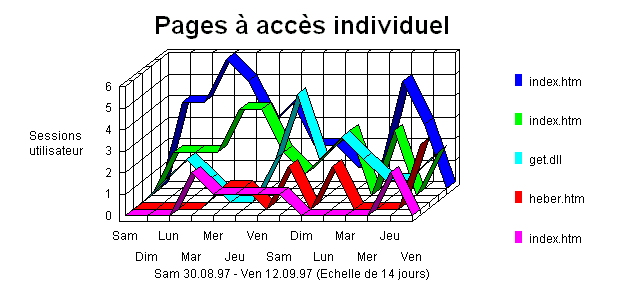 Pages à accès individuel
6
5
4
3
2
1
0
Sessions
utilisateur
Sam Lun Mer Ven Dim Mar Jeu
Dim Mar Jeu Sam Lun Mer Ven
Sam 30.08.97 - Ven 12.09.97 (Echelle de 14 jours)
index.htm
index.htm
get.dll
heber.htm
index.htm